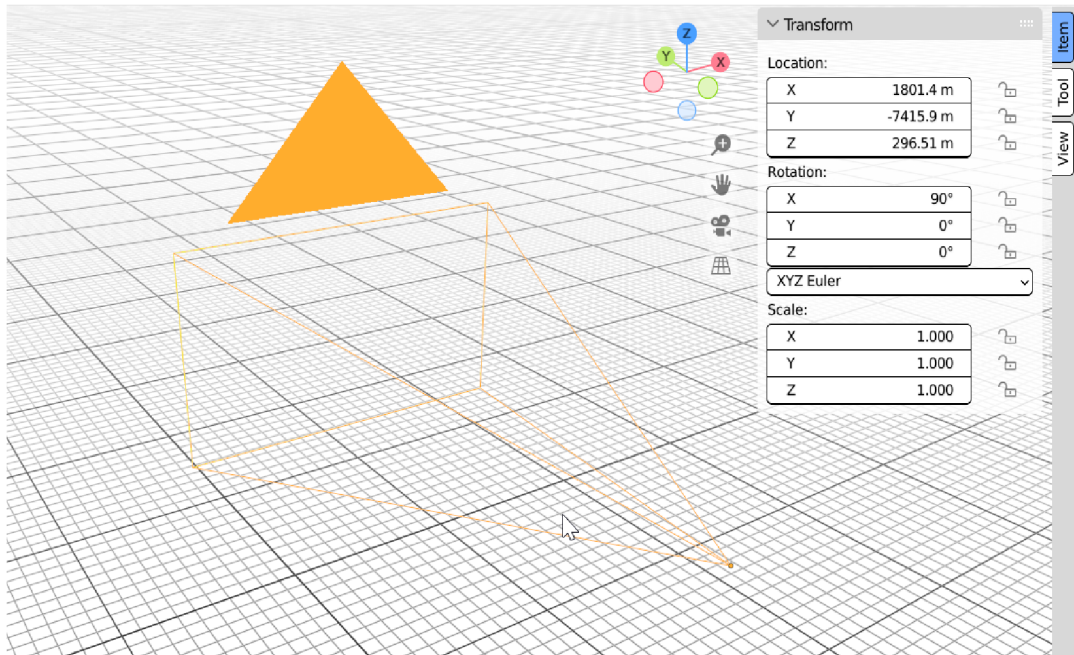 Transform
Location:
X 1801.4 m
Y -7415.9 m
Z 296.51 m
Rotation:
X 90°
Y 0°
Z 0°
XYZ Euler
Scale:
X 1.000
Y 1.000
Z 1.000
Item
Tool
View
Z
Y
X